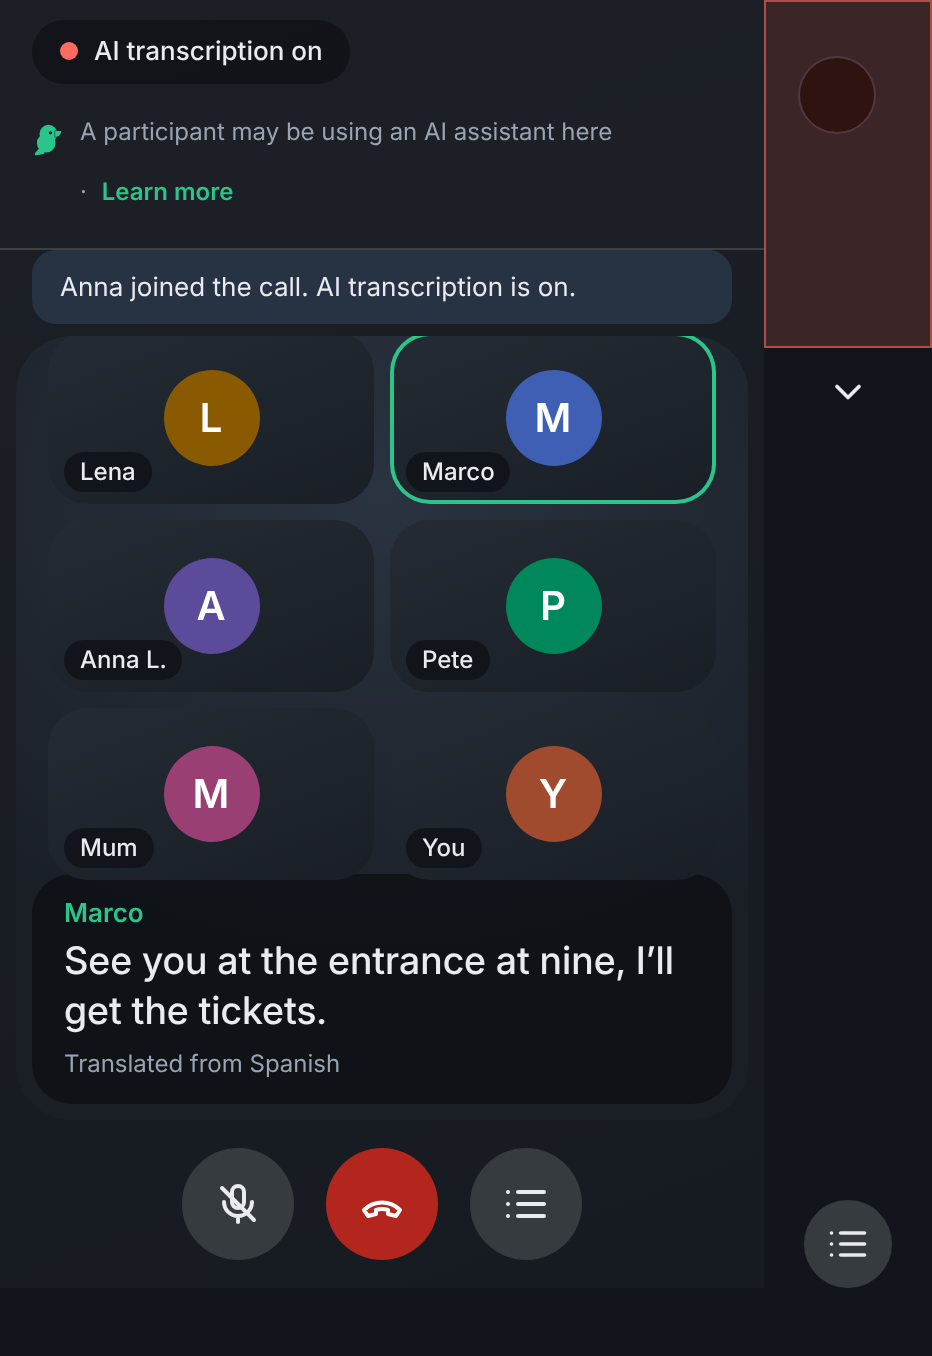 AI transcription on
A participant may be using an AI assistant here
· Learn more
Anna joined the call. AI transcription is on.
L
Lena
M
Marco
A
Anna L.
P
Pete
M
Mum
Y
You
Marco
See you at the entrance at nine, I’ll
get the tickets.
Translated from Spanish